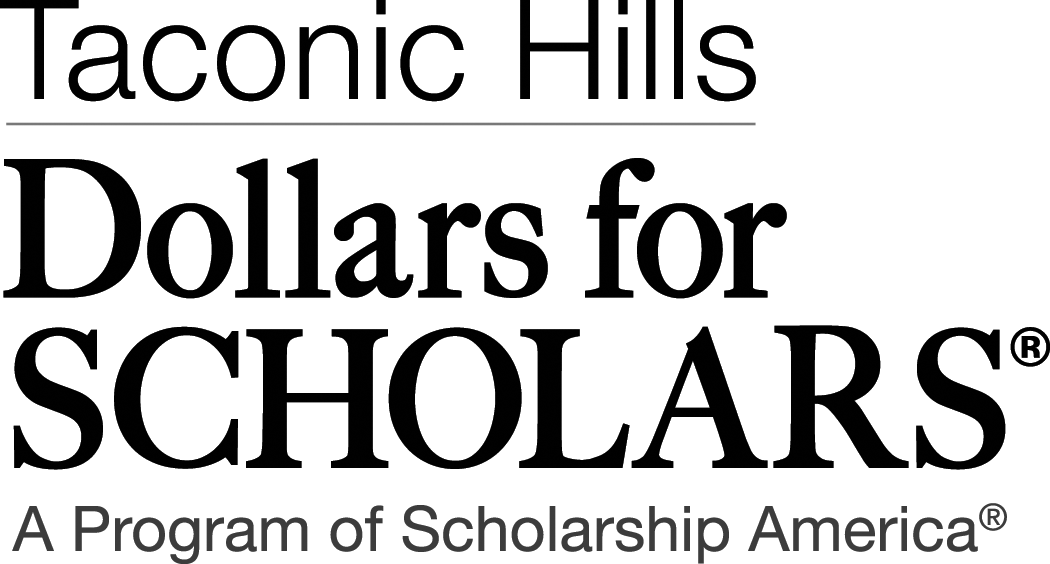 Taconic Hills
Dollars for
SCHOLARS®
A Program of Scholarship America®